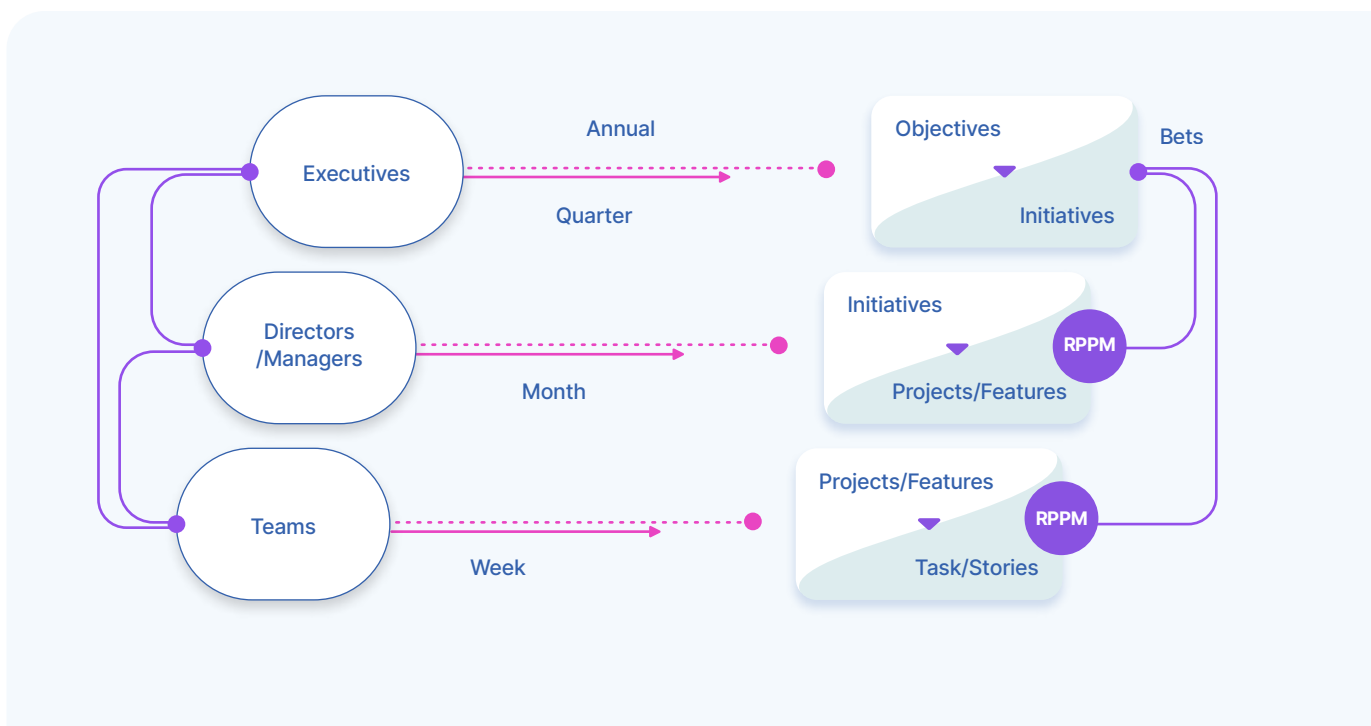 Annual
Objectives
Bets
Executives
Quarter
Initiatives
Directors
/Managers
Initiatives
RPPM
Month
Projects/Features
Projects/Features
Teams
RPPM
Week
Task/Stories